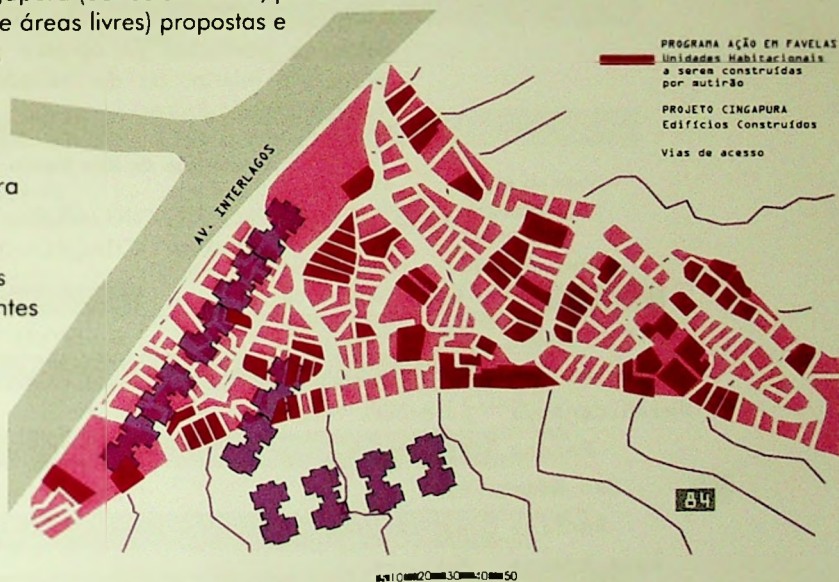 e áreas livres) propostas e
ra
s
ntes
AV. INTERLAGOS
PROGRAMA AÇÃO EM FAVELAS
Unidades Habitacionais
a serem construídas
por mutirão
PROJETO CINGAPURA
Edifícios Construídos
Vias de acesso
84
5 10 20 30 40 50